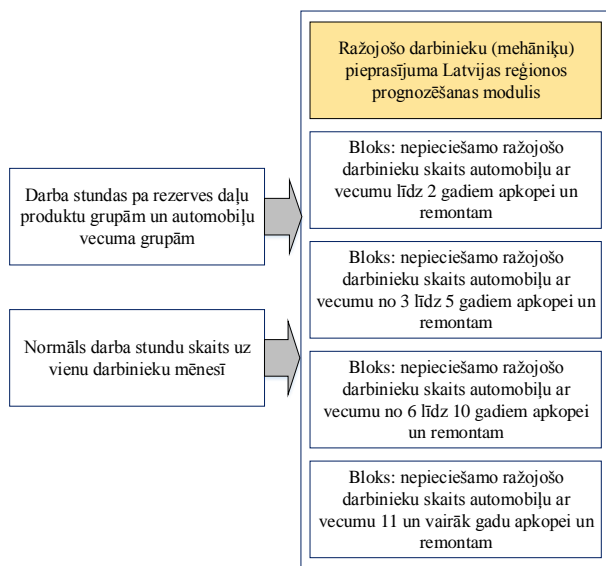 Ražojošo darbinieku (mehāniķu)
pieprasījuma Latvijas reģionos
prognozēšanas modulis
Bloks: nepieciešamo ražojošo
darbinieku skaits automobiļu ar
vecumu līdz 2 gadiem apkopei un
remontam
Darba stundas pa rezerves daļu
produktu grupām un automobiļu
vecuma grupām
Bloks: nepieciešamo ražojošo
darbinieku skaits automobiļu ar
vecumu no 3 līdz 5 gadiem apkopei un
remontam
Normāls darba stundu skaits uz
vienu darbinieku mēnesī
Bloks: nepieciešamo ražojošo
darbinieku skaits automobiļu ar
vecumu no 6 līdz 10 gadiem apkopei
un remontam
Bloks: nepieciešamo ražojošo
darbinieku skaits automobiļu ar
vecumu 11 un vairāk gadu apkopei un
remontam